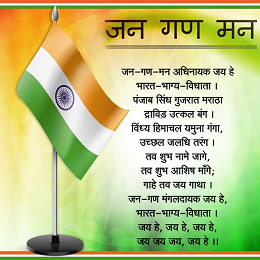 जन गण मन
जन-गण-मन अधिनायक जय हे
भारत-भाग्य-विधाता ।
पंजाब सिंध गुजरात मराठा
द्राविड़ उत्कल बंग ।
विंध्य हिमाचल यमुना गंगा,
उच्छल जलधि तरंग ।
तव शुभ नामे जागे,
तव शुभ आशिष माँगे;
गाहे तव जय गाथा ।
जन-गण मंगलदायक जय हे,
भारत-भाग्य-विधाता ।
जय हे, जय हे, जय हे,
जय जय जय, जय हे ।।